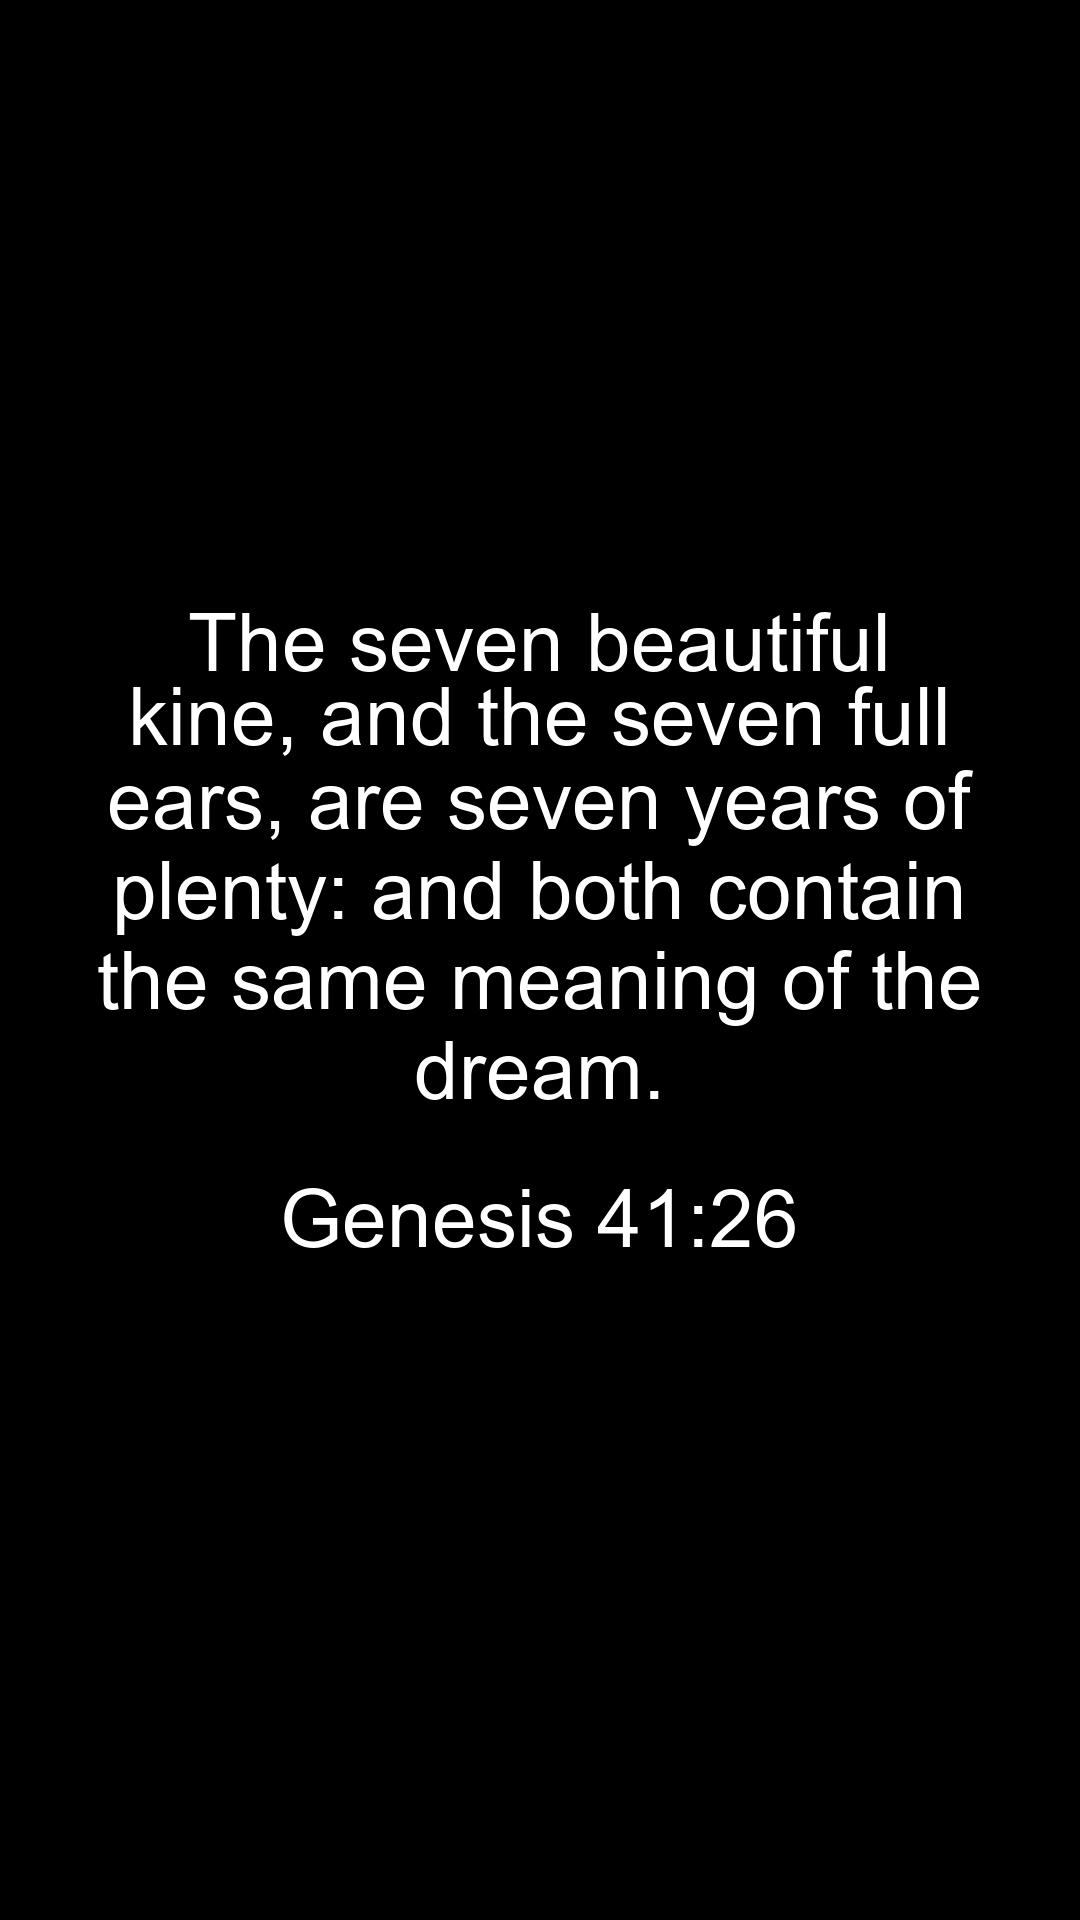 The seven beautiful
kine, and the seven full
ears, are seven years of
plenty: and both contain
the same meaning of the
dream.
Genesis 41:26